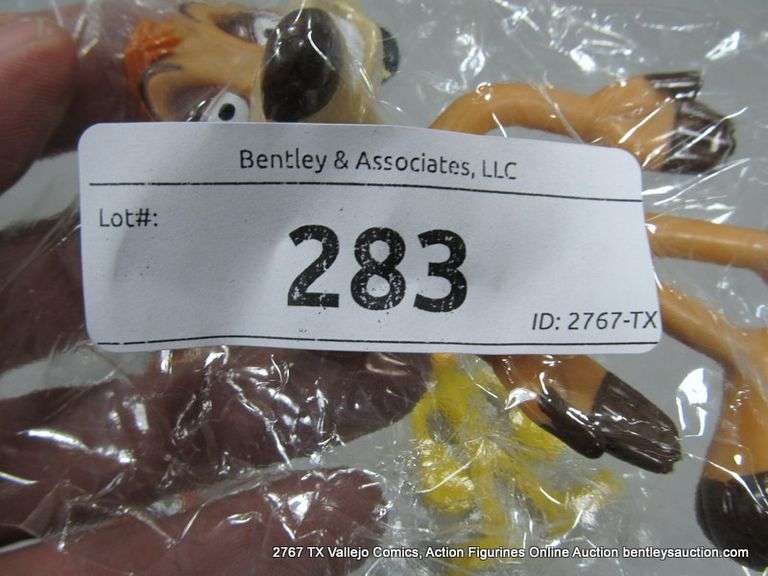 Bentley & Associates, LLC
Lot#:
283
ID: 2767-TX
2767 TX Vallejo Comics, Action Figurines Online Auction bentleysauction.com